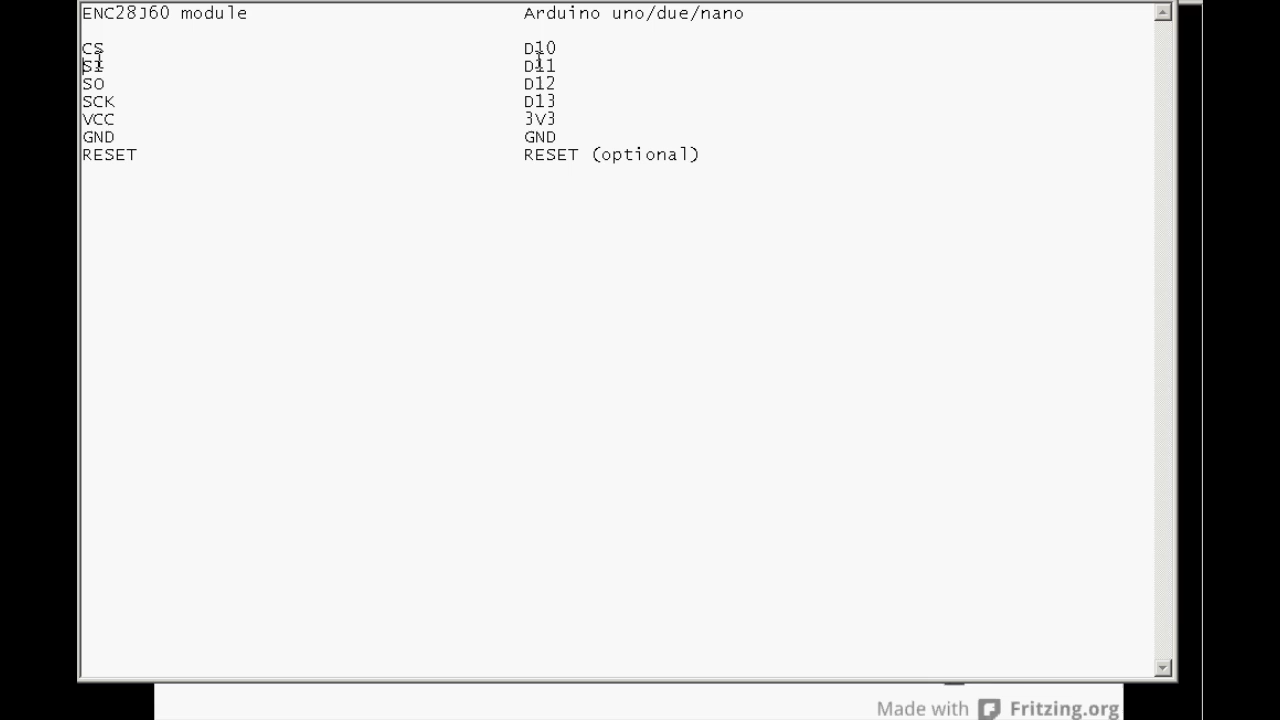 ENC28J60 module Arduino uno/due/nano
CS D10
SI D11
SO D12
SCK D13
VCC 3V3
GND GND
RESET RESET (optional)
Made with Fritzing.org